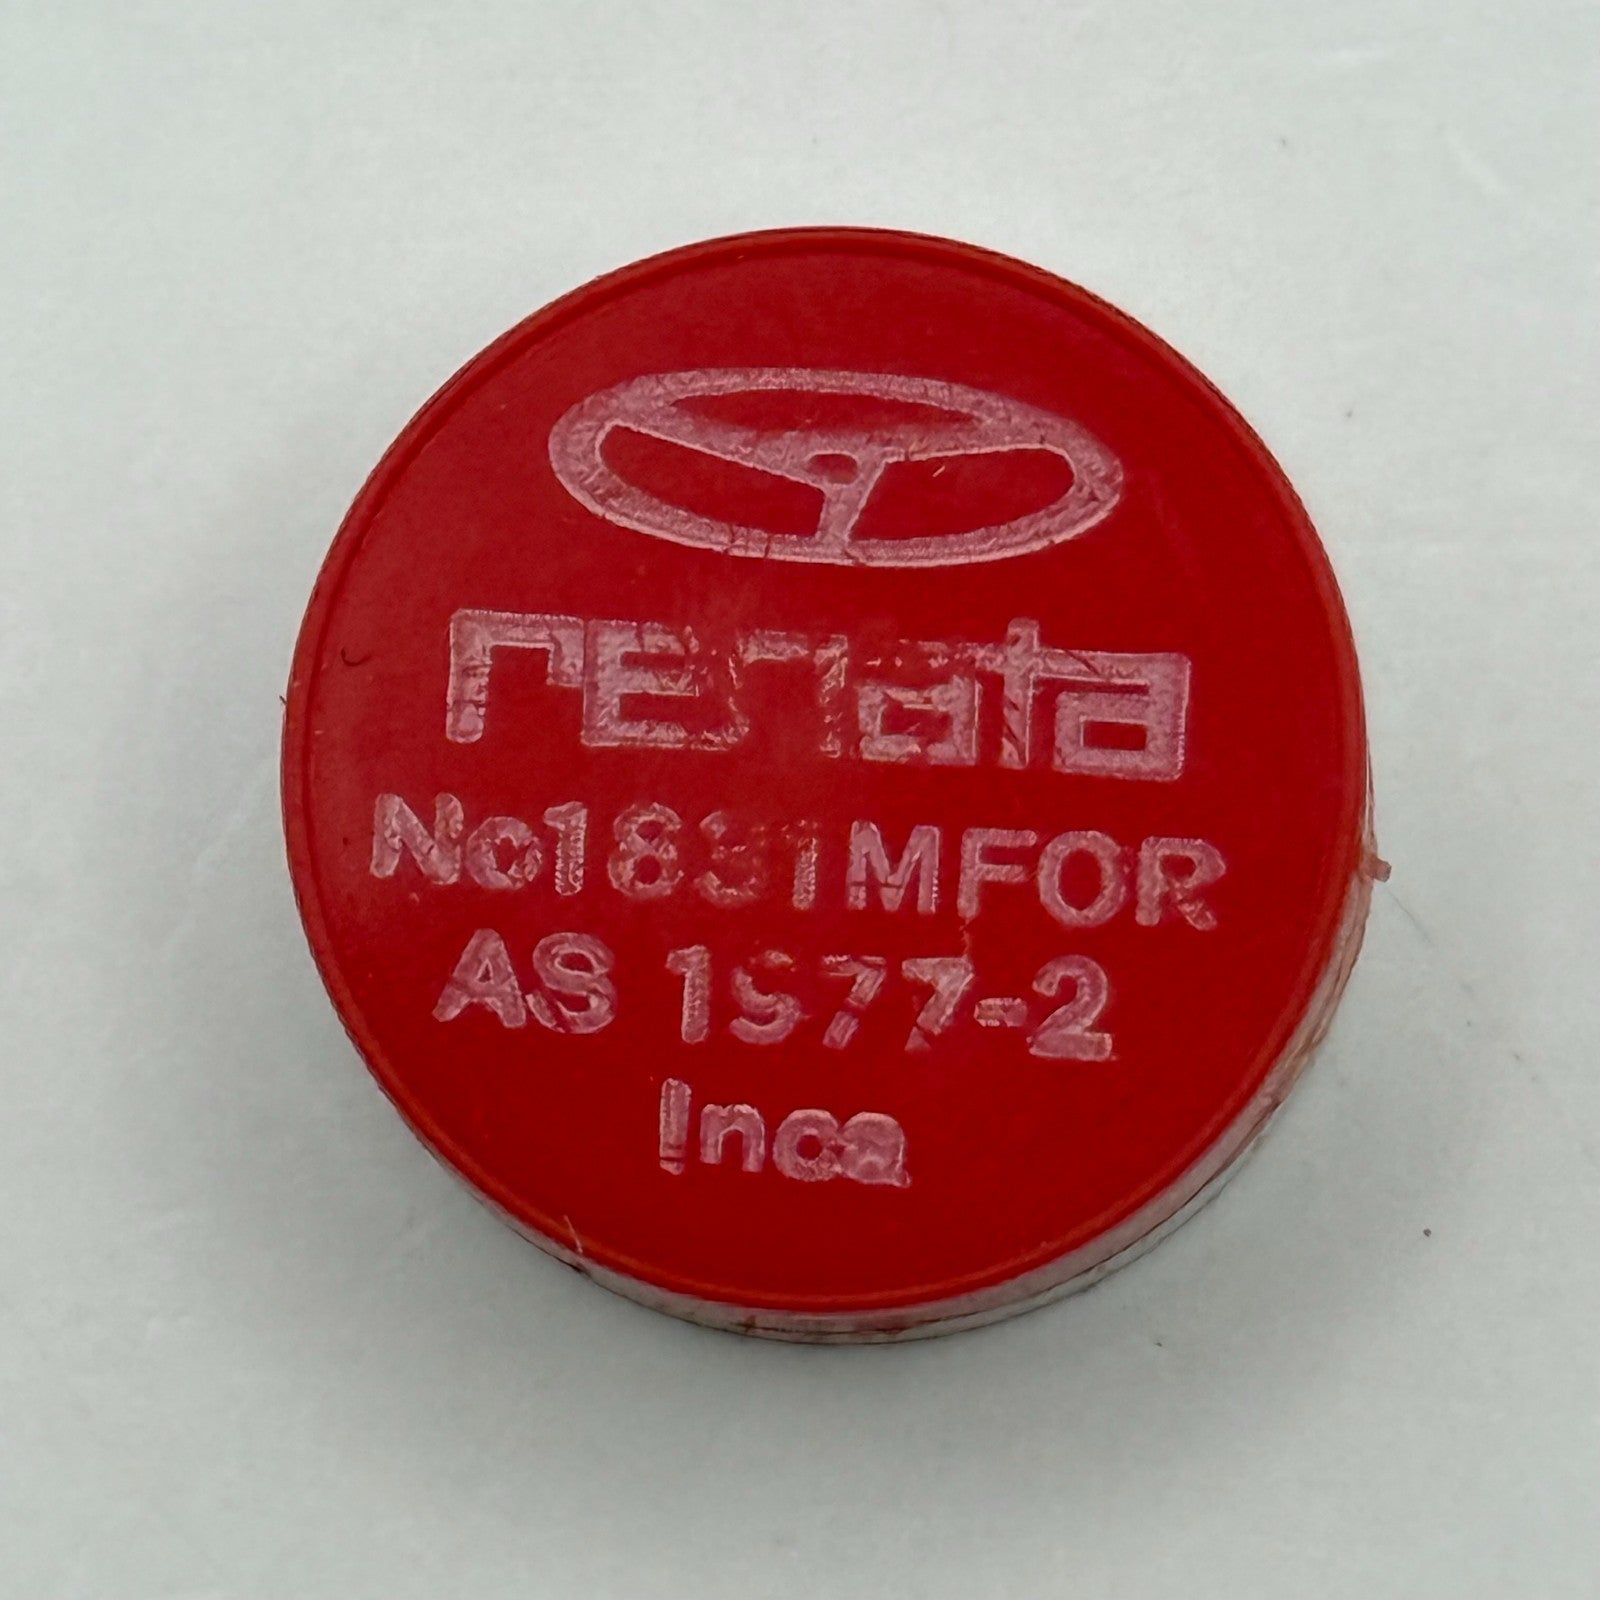 renata
No1831MFOR
AS 1977-2
Inca